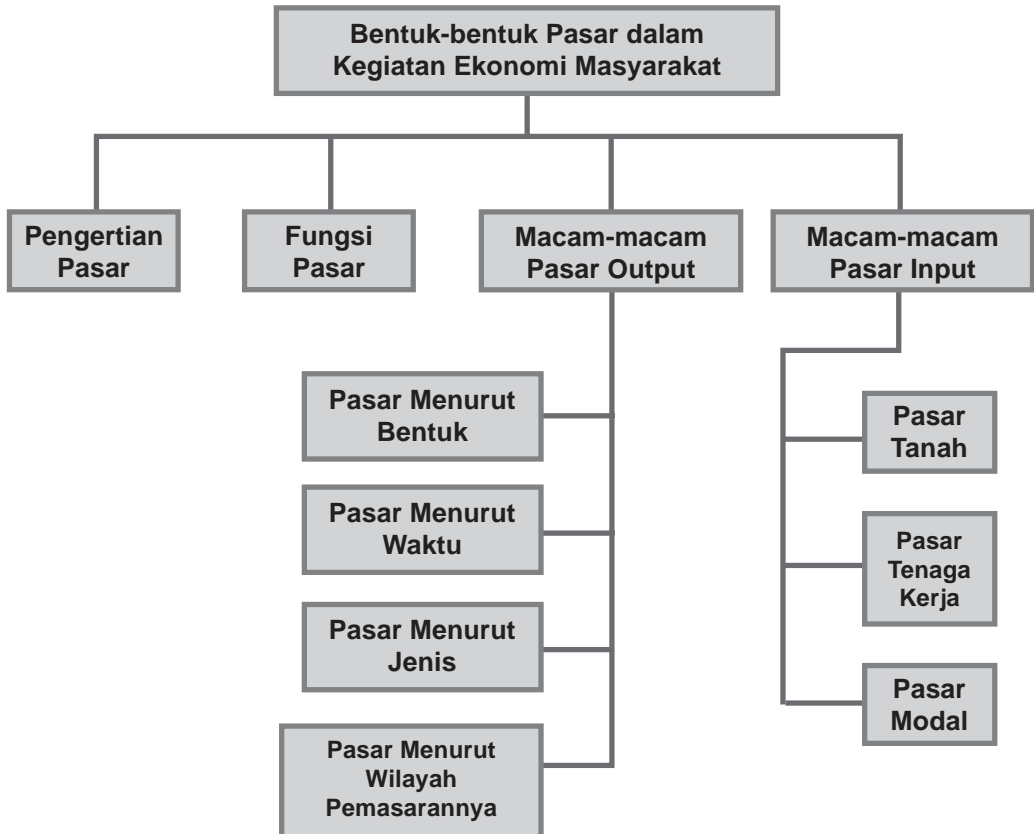 Bentuk-bentuk Pasar dalam
Kegiatan Ekonomi Masyarakat
Pengertian
Pasar
Fungsi
Pasar
Macam-macam
Pasar Output
Macam-macam
Pasar Input
Pasar Menurut
Bentuk
Pasar Menurut
Waktu
Pasar Menurut
Jenis
Pasar Menurut
Wilayah
Pemasarannya
Pasar
Tanah
Pasar
Tenaga
Kerja
Pasar
Modal